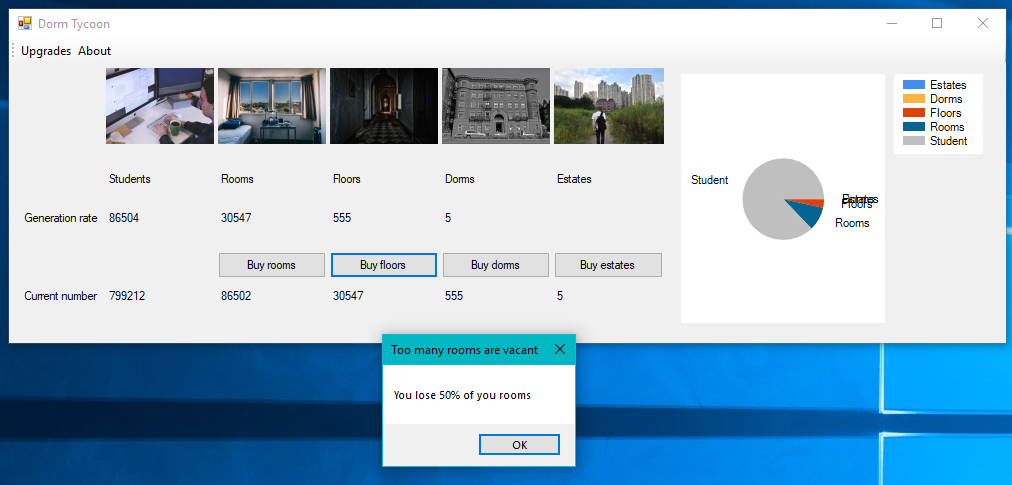 Dorm Tycoon
Upgrades About
Students Rooms Floors Dorms Estates
Generation rate 86504 30547 555 5
Buy rooms Buy floors Buy dorms Buy estates
Current number 799212 86502 30547 555 5
Student
Estates
Floors
Rooms
Estates
Dorms
Floors
Rooms
Student
Too many rooms are vacant
You lose 50% of you rooms
OK